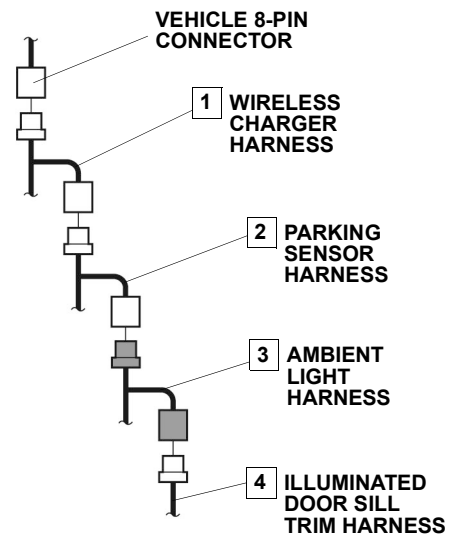 VEHICLE 8-PIN
CONNECTOR
1 WIRELESS
CHARGER
HARNESS
2 PARKING
SENSOR
HARNESS
3 AMBIENT
LIGHT
HARNESS
4 ILLUMINATED
DOOR SILL
TRIM HARNESS